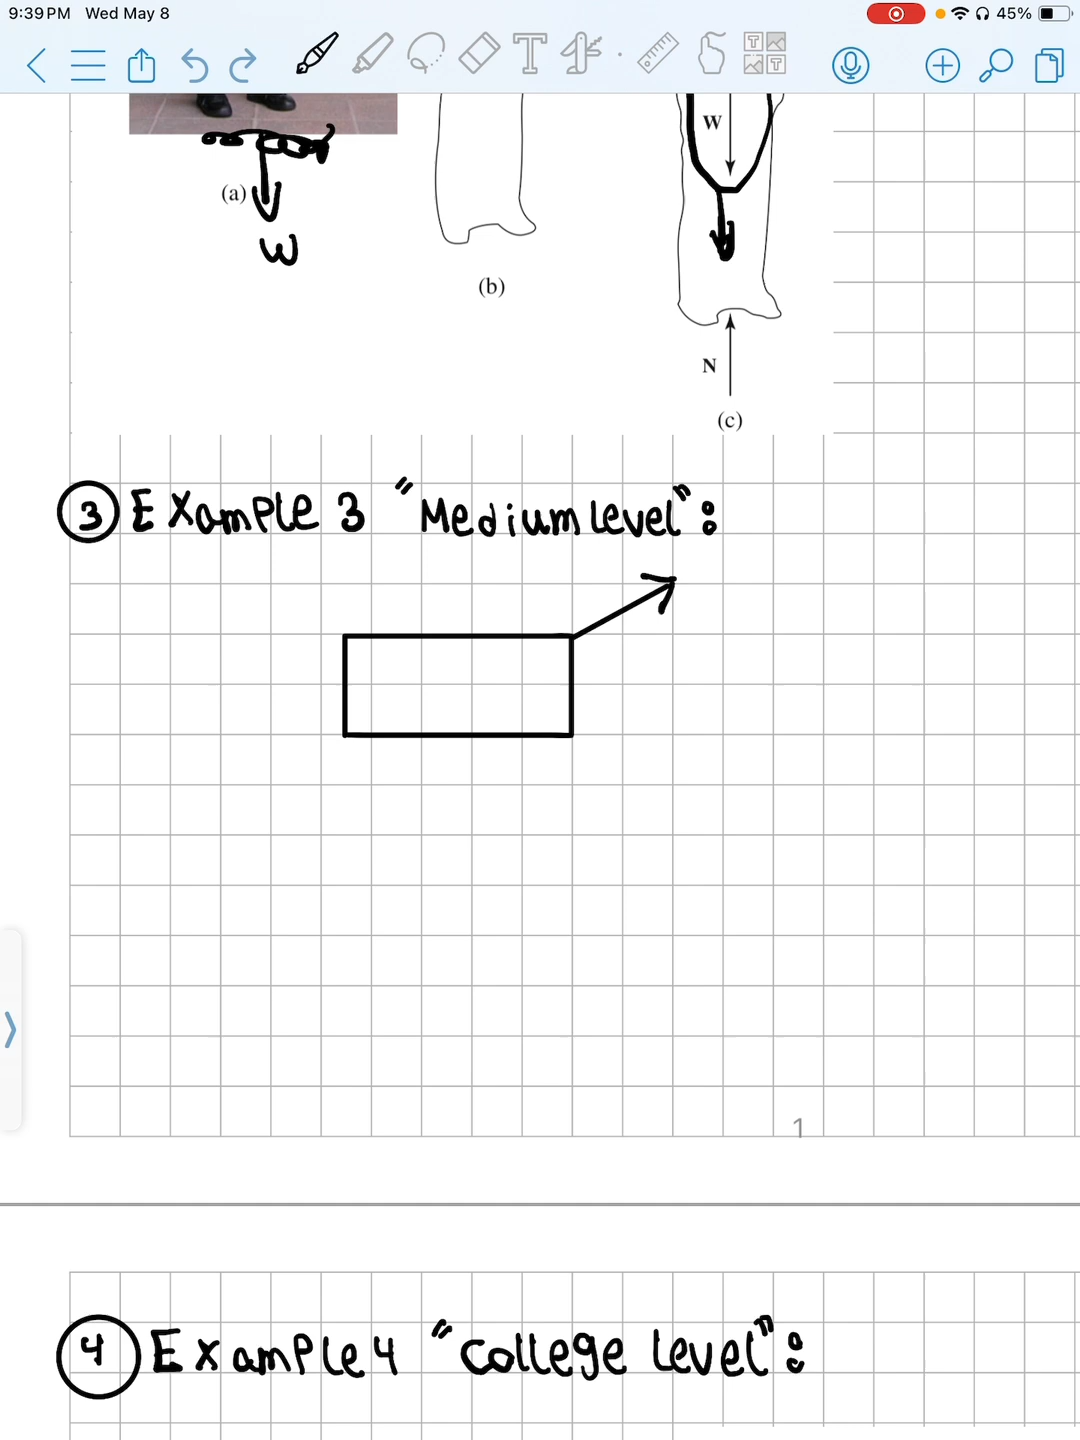 9:39 PM Wed May 8
45%
T
T
T
W
(a)
W
(b)
N
(c)
3 Example 3 "Medium level":
1
4 Example 4 "college level":